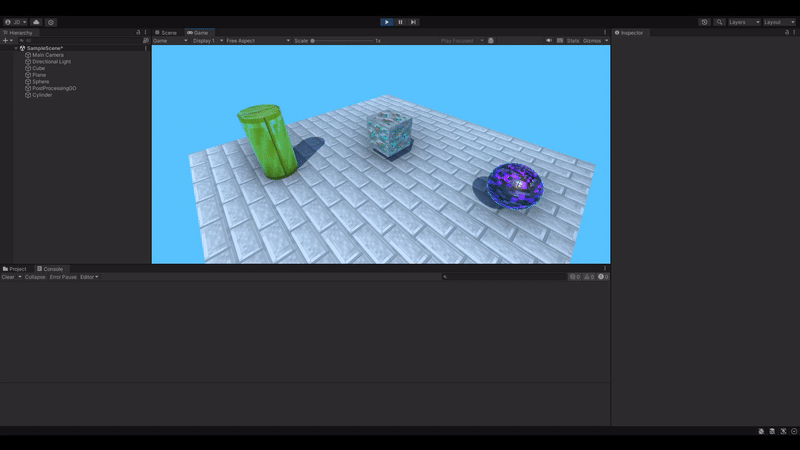 JD
Layers
Layout
Hierarchy
Scene
Game
Inspector
All
Game
Display 1
Free Aspect
Scale
1x
Play Focused
Stats
Gizmos
SampleScene*
Main Camera
Directional Light
Cube
Plane
Sphere
PostProcessingGO
Cylinder
Project
Console
Clear
Collapse
Error Pause
Editor
0
0
0